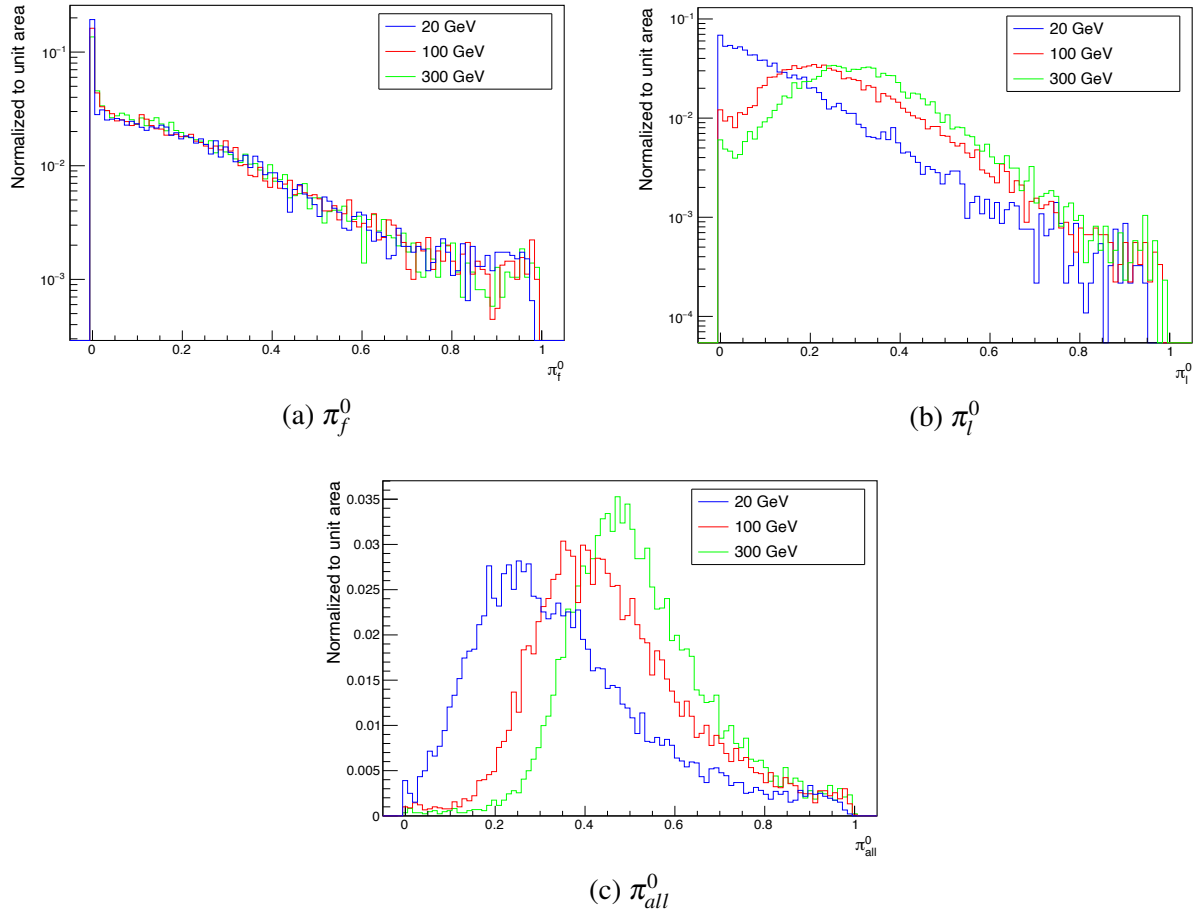 Normalized to unit area
20 GeV
100 GeV
300 GeV
10⁻¹
10⁻²
10⁻³
0 0.2 0.4 0.6 0.8 1
π⁰_f
(a) π⁰_f
Normalized to unit area
20 GeV
100 GeV
300 GeV
10⁻¹
10⁻²
10⁻³
10⁻⁴
0 0.2 0.4 0.6 0.8 1
π⁰_l
(b) π⁰_l
Normalized to unit area
20 GeV
100 GeV
300 GeV
0.035
0.03
0.025
0.02
0.015
0.01
0.005
0
0 0.2 0.4 0.6 0.8 1
π⁰_all
(c) π⁰_all